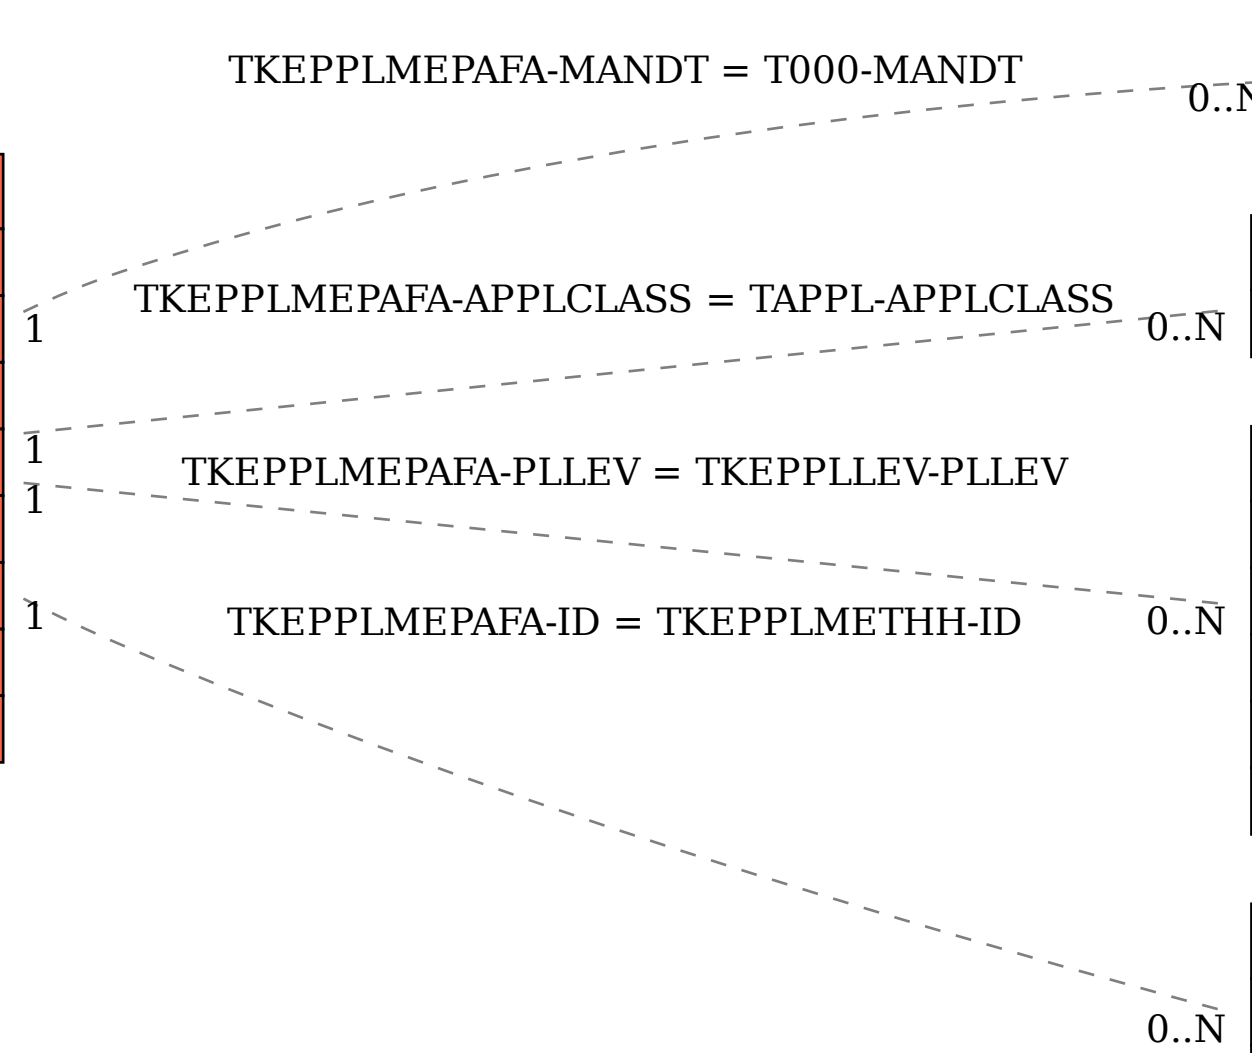 TKEPPLMEPAFA-MANDT = T000-MANDT
0..N
1
TKEPPLMEPAFA-APPLCLASS = TAPPL-APPLCLASS
0..N
1
TKEPPLMEPAFA-PLLEV = TKEPPLLEV-PLLEV
1
0..N
1
TKEPPLMEPAFA-ID = TKEPPLMETHH-ID
0..N